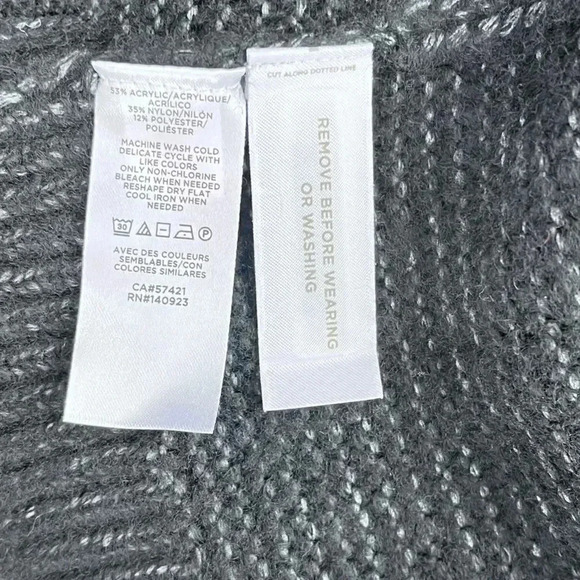 53% ACRYLIC/ACRYLIQUE/
ACRÍLICO
35% NYLON/NILÓN
12% POLYESTER/
POLIÉSTER
MACHINE WASH COLD
DELICATE CYCLE WITH
LIKE COLORS
ONLY NON-CHLORINE
BLEACH WHEN NEEDED
RESHAPE DRY FLAT
COOL IRON WHEN NEEDED
30
P
AVEC DES COULEURS
SEMBLABLES/CON
COLORES SIMILARES
CA#57421
RN#140923
CUT ALONG DOTTED LINE
REMOVE BEFORE WEARING
OR WASHING